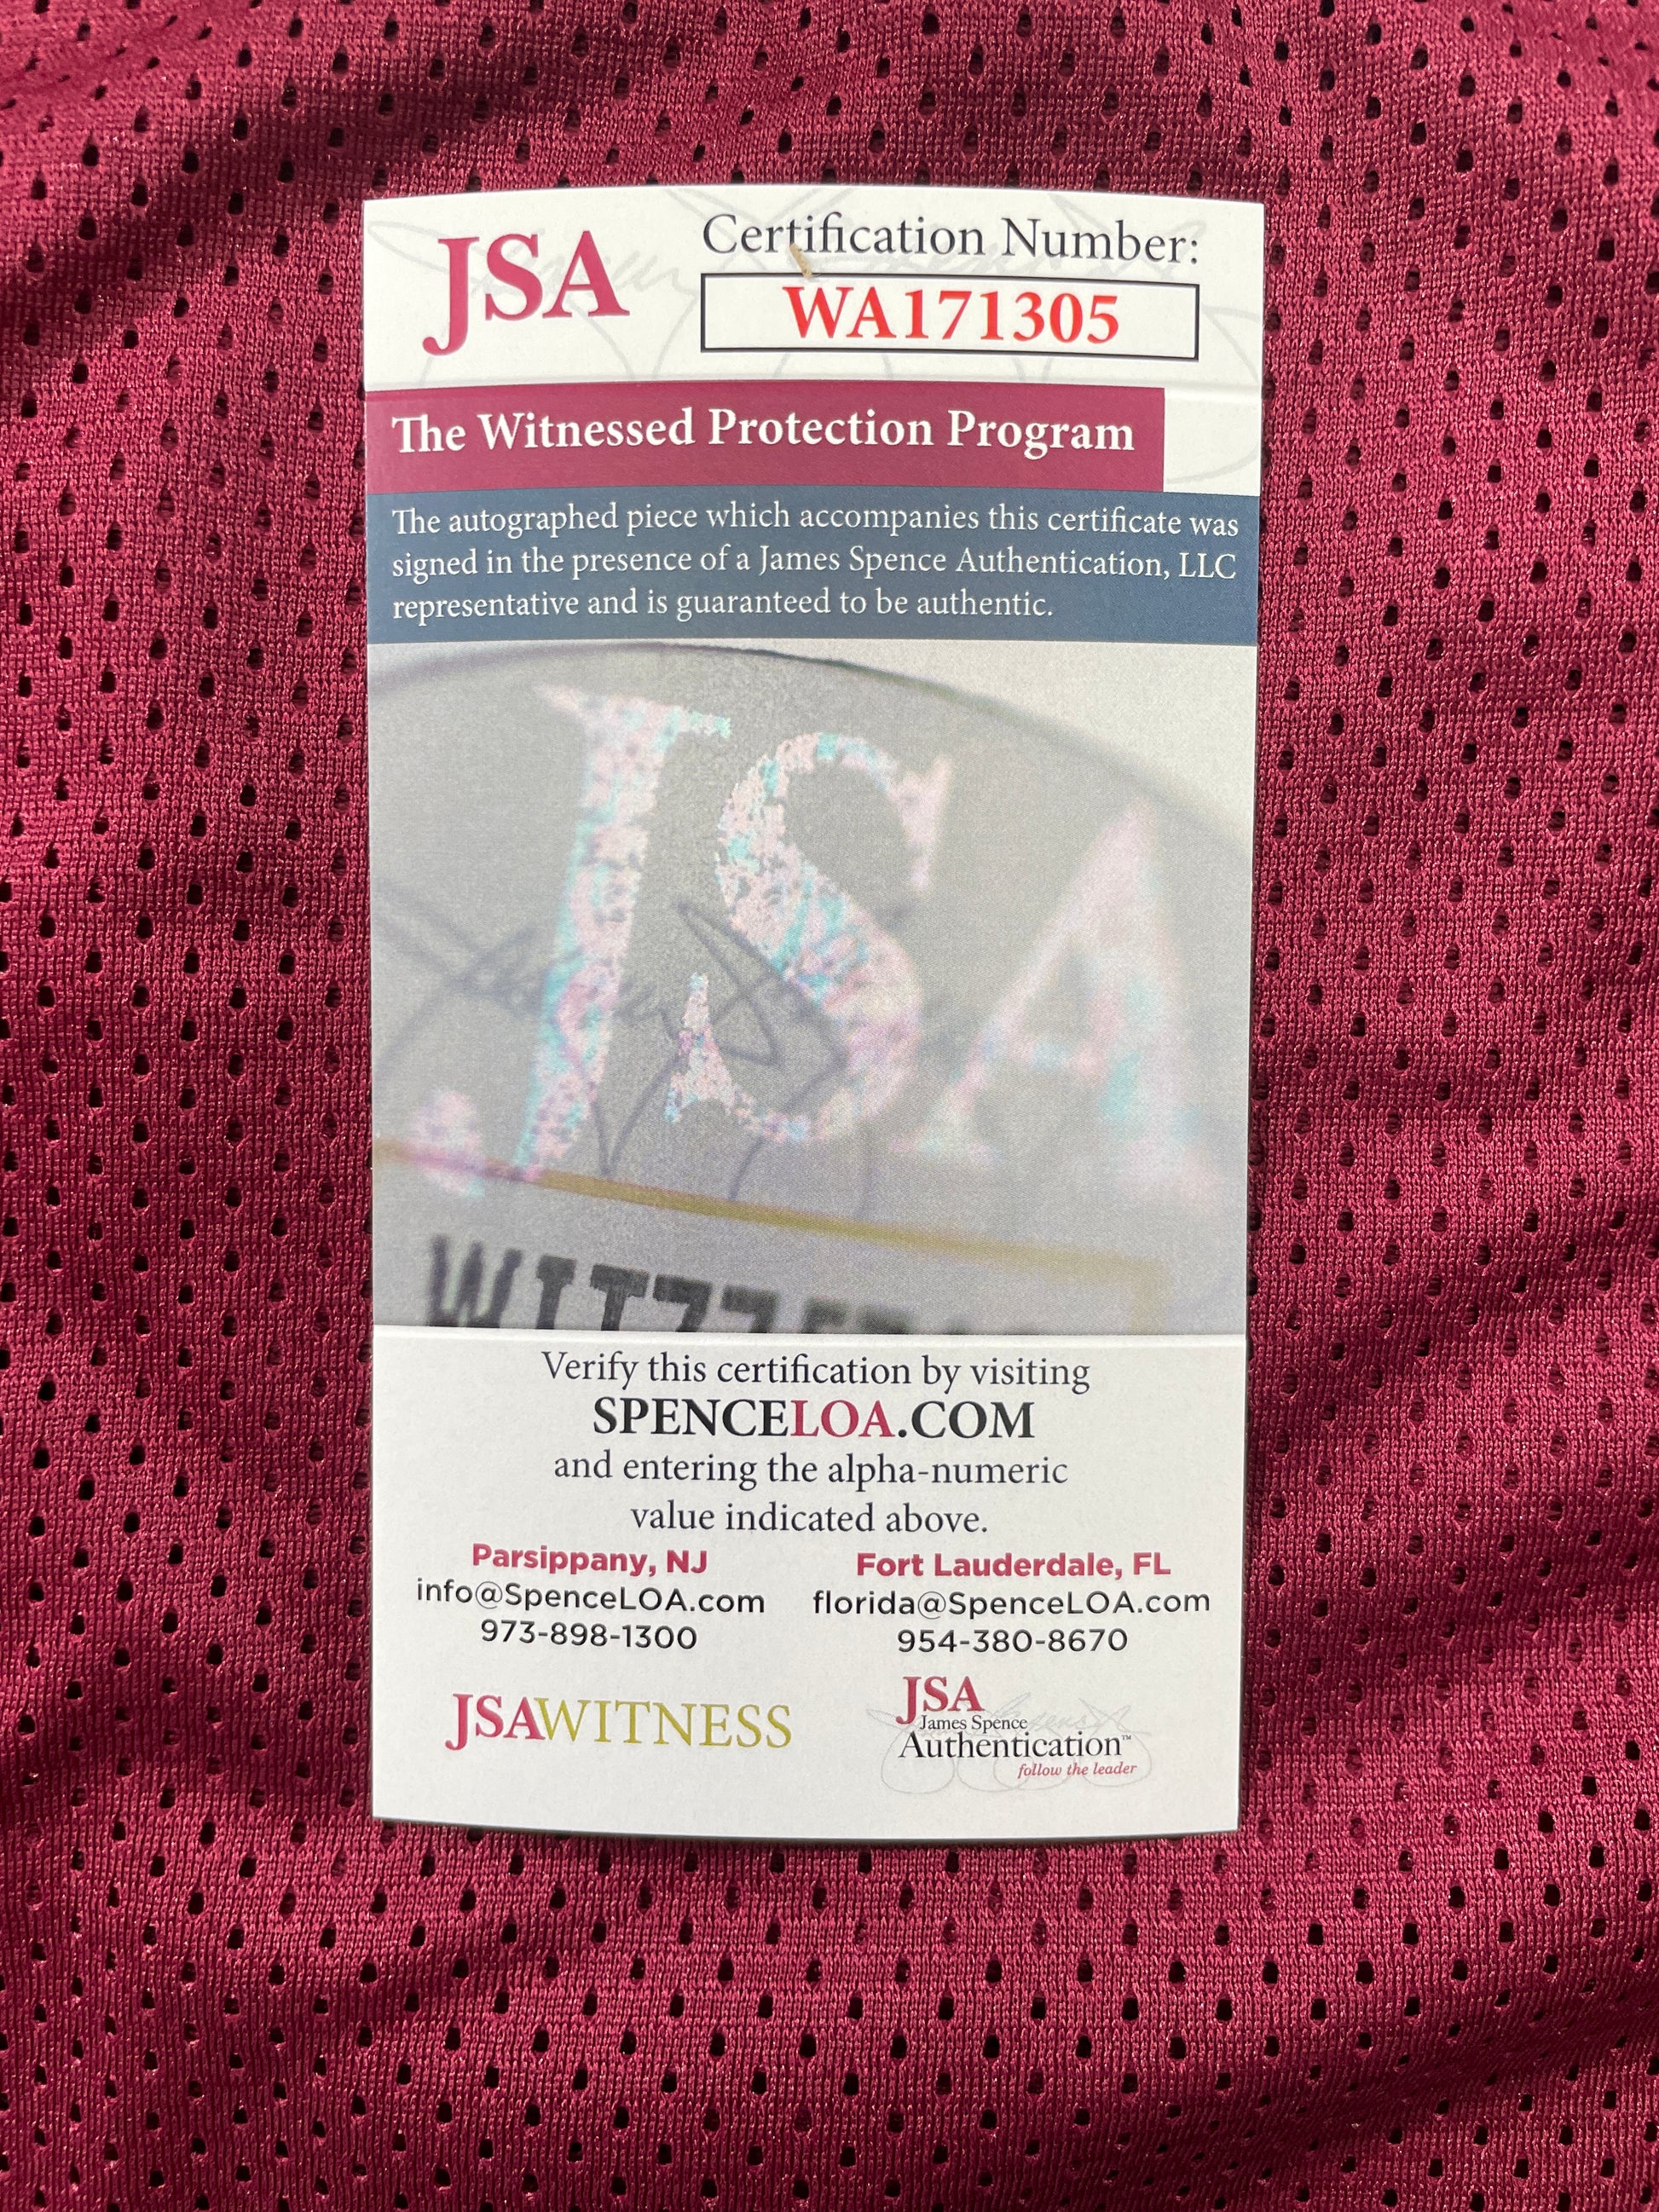 JSA
Certification Number:
WA171305
The Witnessed Protection Program
The autographed piece which accompanies this certificate was
signed in the presence of a James Spence Authentication, LLC
representative and is guaranteed to be authentic.
JSA
Verify this certification by visiting
SPENCELOA.COM
and entering the alpha-numeric
value indicated above.
Parsippany, NJ
info@SpenceLOA.com
973-898-1300
Fort Lauderdale, FL
florida@SpenceLOA.com
954-380-8670
JSAWITNESS
JSA
James Spence
Authentication™
follow the leader